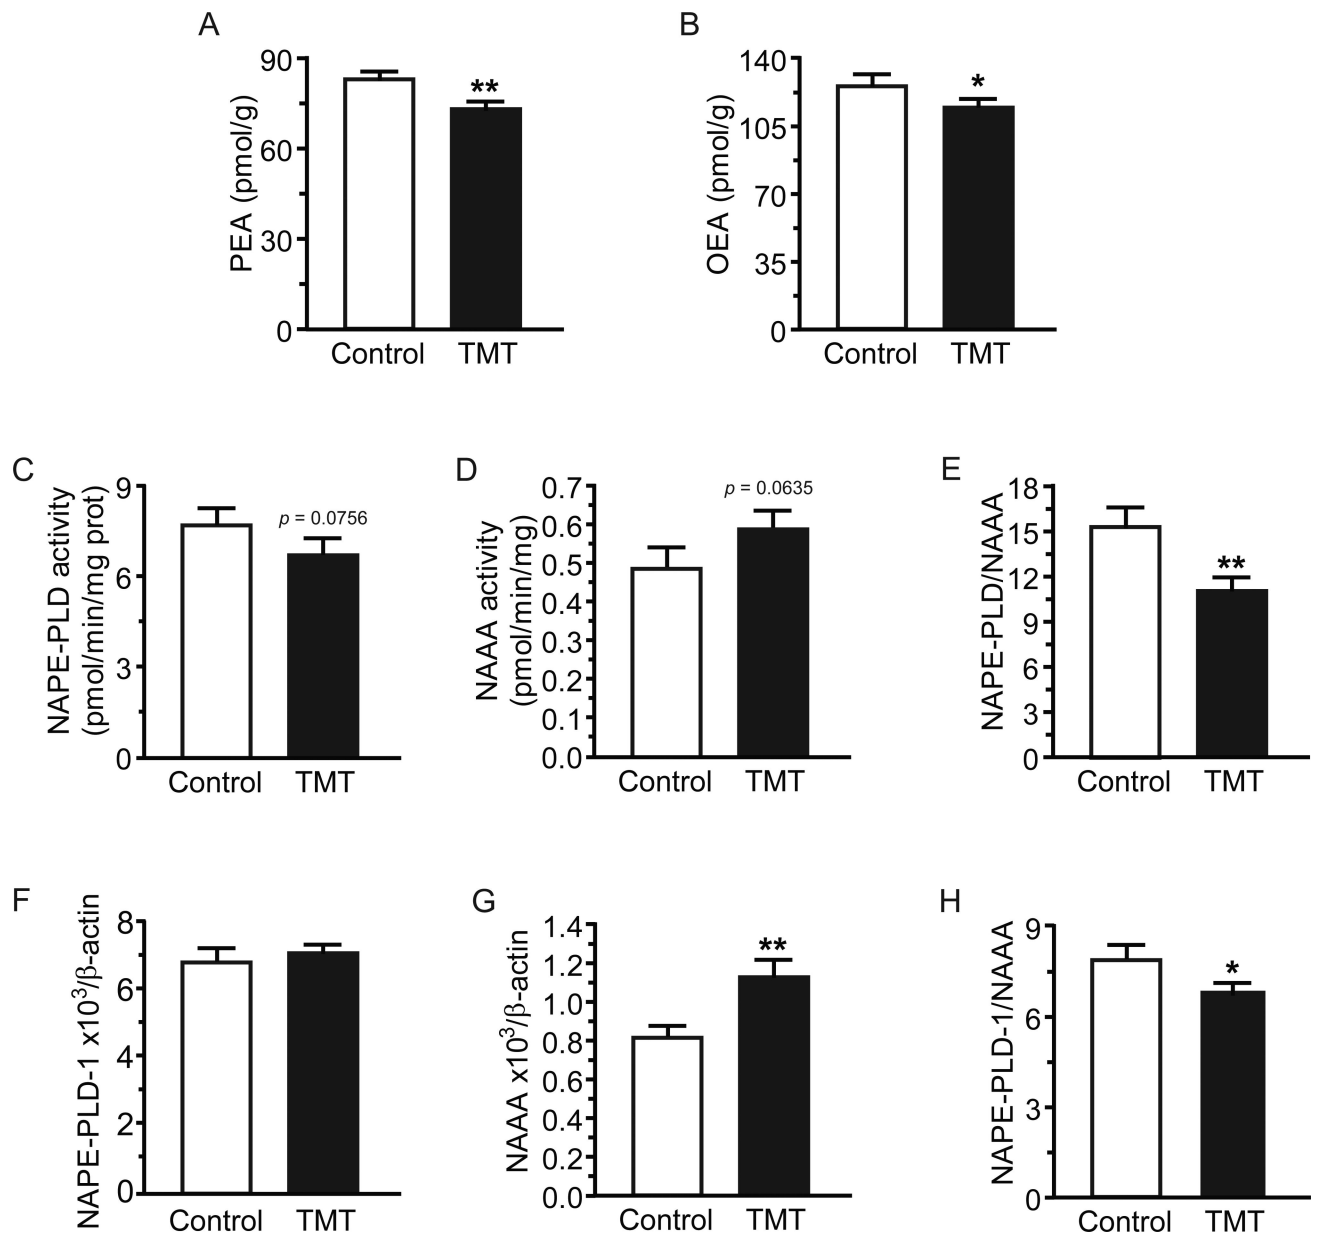 A
PEA (pmol/g)
90
60
30
0
**
Control TMT
B
OEA (pmol/g)
140
105
70
35
0
*
Control TMT
C
NAPE-PLD activity
(pmol/min/mg prot)
9
6
3
0
p = 0.0756
Control TMT
D
NAAA activity
(pmol/min/mg)
0.7
0.6
0.5
0.4
0.3
0.2
0.1
0.0
p = 0.0635
Control TMT
E
NAPE-PLD/NAAA
18
15
12
9
6
3
0
**
Control TMT
F
NAPE-PLD-1 x10³/β-actin
8
6
4
2
0
Control TMT
G
NAAA x10³/β-actin
1.4
1.2
1.0
0.8
0.6
0.4
0.2
0.0
**
Control TMT
H
NAPE-PLD-1/NAAA
9
6
3
0
*
Control TMT